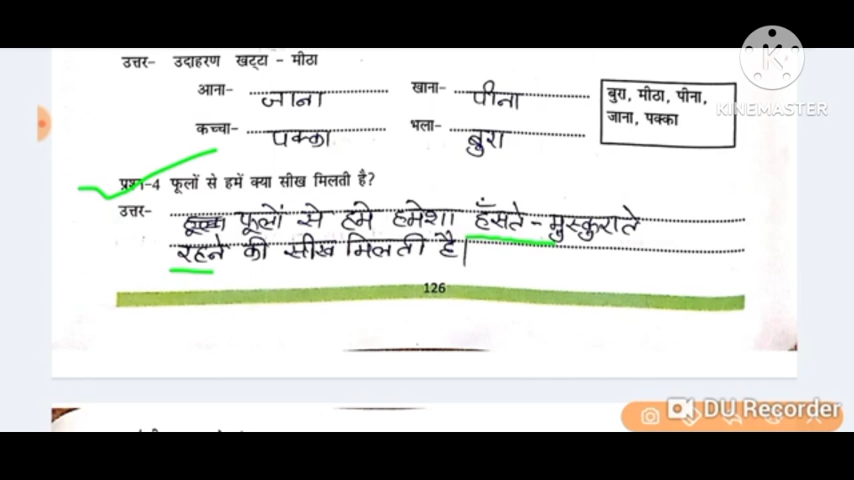 उत्तर- उदाहरण खट्टा - मीठा
आना- जाना खाना- पीना
कच्चा- पक्का भला- बुरा
बुरा, मीठा, पीना,
जाना, पक्का
प्रश्न-4 फूलों से हमें क्या सीख मिलती है?
उत्तर- फूलों से हमे हमेशा हँसते - मुस्कुराते
रहने की सीख मिलती है|
126
KINEMASTER
DU Recorder